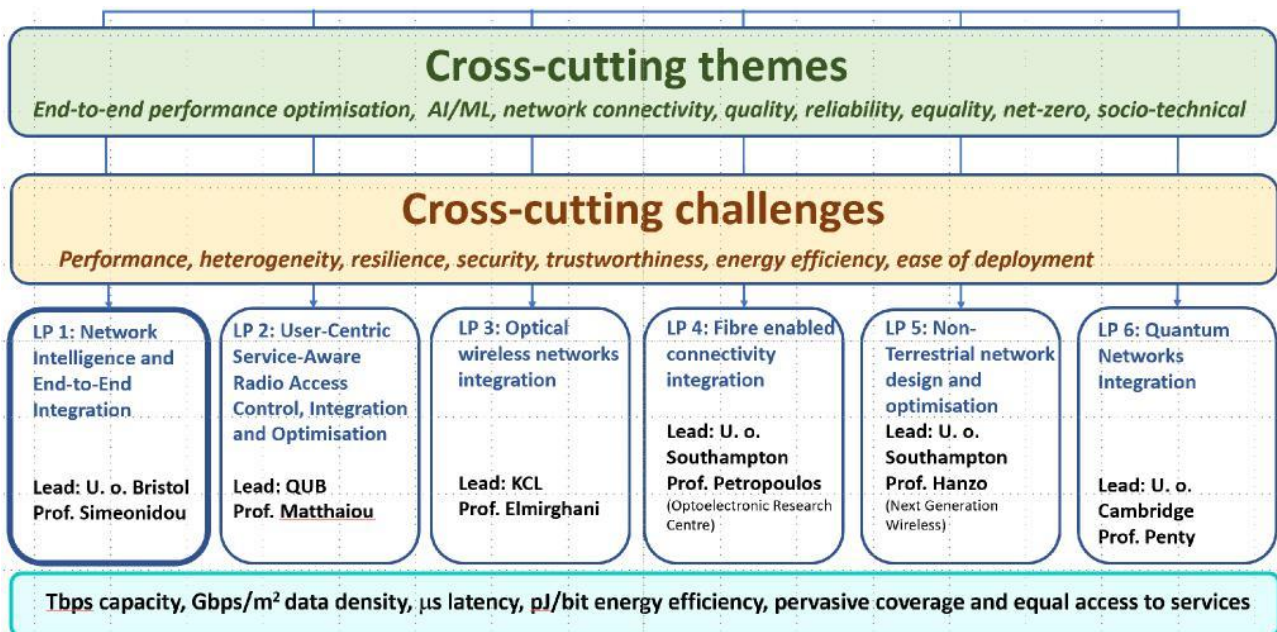 Cross-cutting themes
End-to-end performance optimisation, AI/ML, network connectivity, quality, reliability, equality, net-zero, socio-technical
Cross-cutting challenges
Performance, heterogeneity, resilience, security, trustworthiness, energy efficiency, ease of deployment
LP 1: Network
Intelligence and
End-to-End
Integration
Lead: U. o. Bristol
Prof. Simeonidou
LP 2: User-Centric
Service-Aware
Radio Access
Control, Integration
and Optimisation
Lead: QUB
Prof. Matthaiou
LP 3: Optical
wireless networks
integration
Lead: KCL
Prof. Elmirghani
LP 4: Fibre enabled
connectivity
integration
Lead: U. o.
Southampton
Prof. Petropoulos
(Optoelectronic Research
Centre)
LP 5: Non-
Terrestrial network
design and
optimisation
Lead: U. o.
Southampton
Prof. Hanzo
(Next Generation
Wireless)
LP 6: Quantum
Networks
Integration
Lead: U. o.
Cambridge
Prof. Penty
Tbps capacity, Gbps/m² data density, μs latency, pJ/bit energy efficiency, pervasive coverage and equal access to services